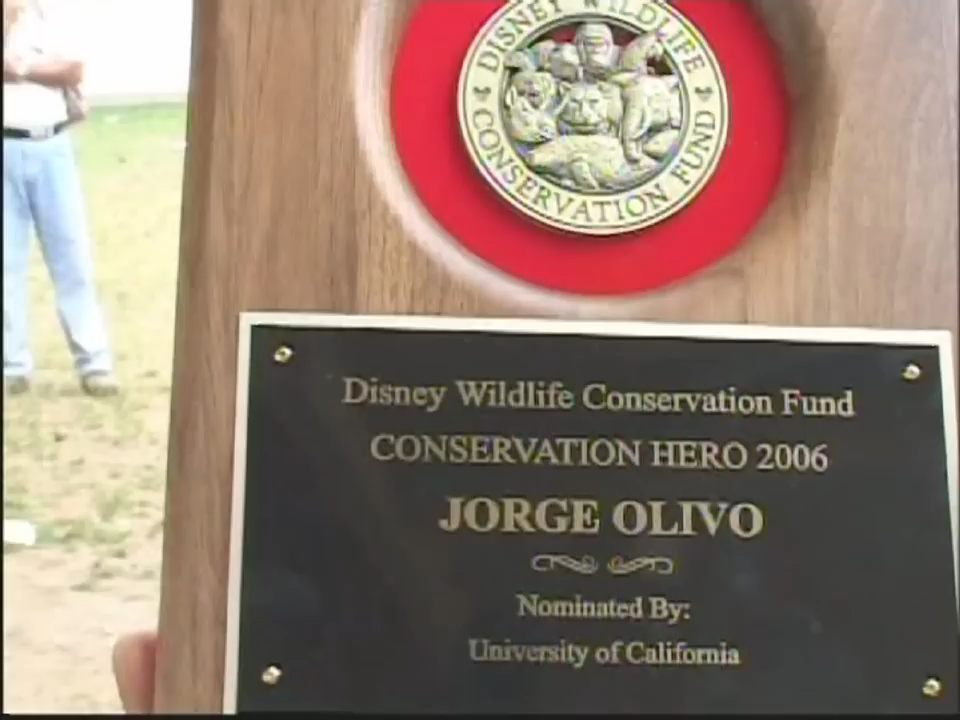 DISNEY WILDLIFE
CONSERVATION FUND
Disney Wildlife Conservation Fund
CONSERVATION HERO 2006
JORGE OLIVO
Nominated By:
University of California